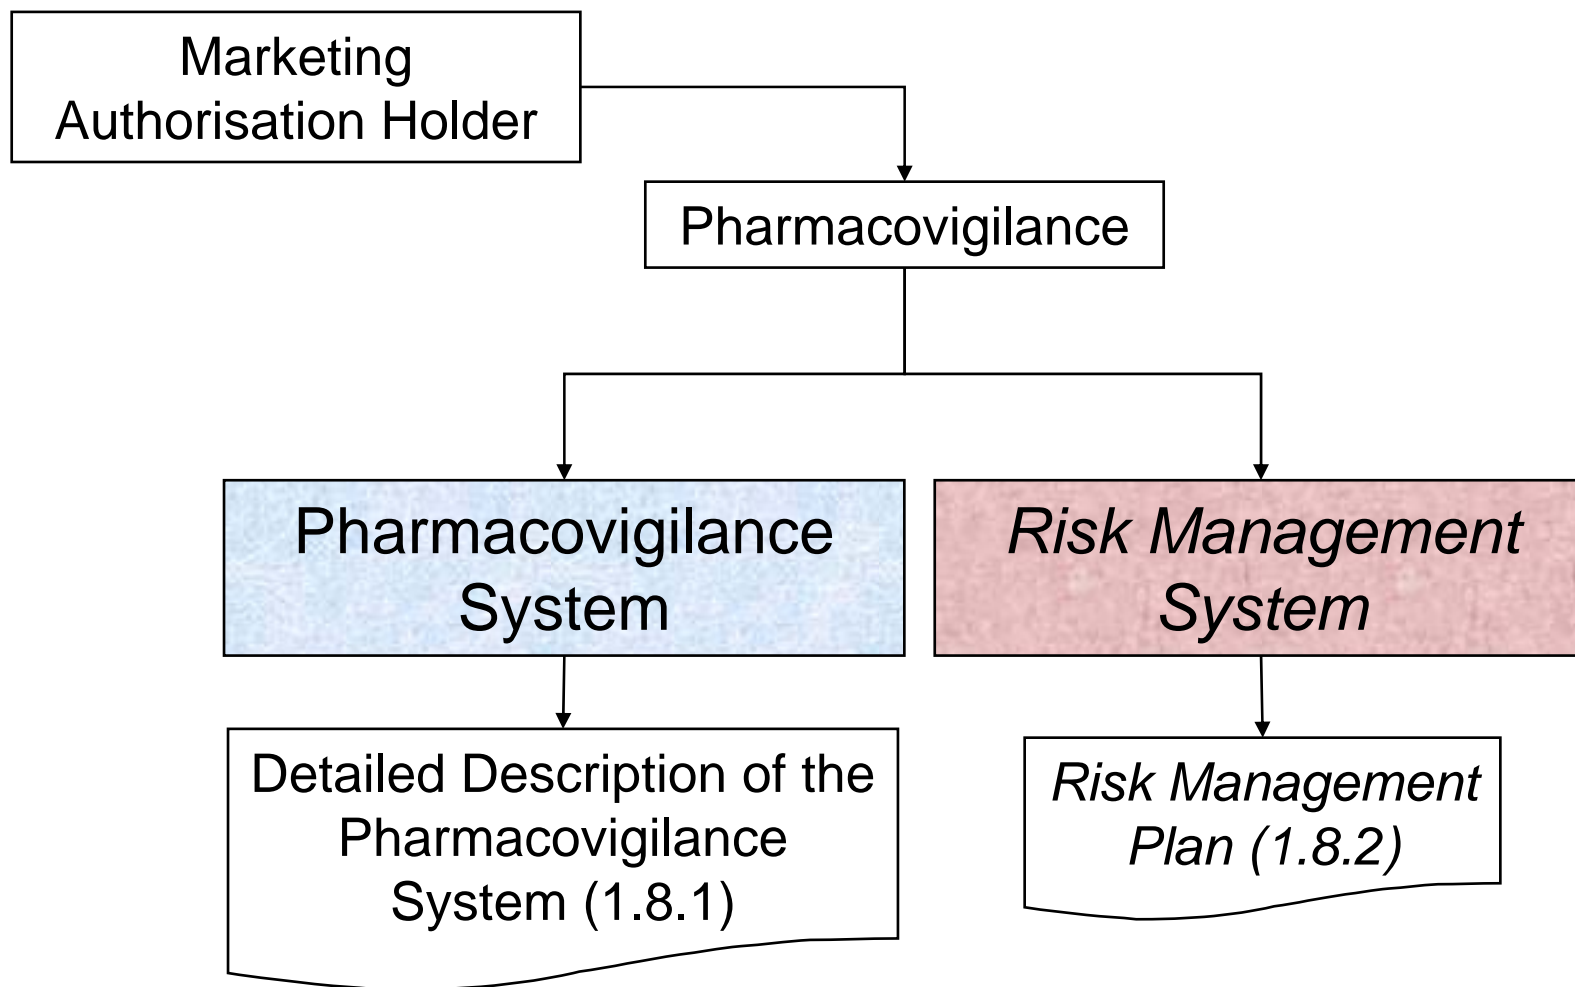 Marketing
Authorisation Holder
Pharmacovigilance
Pharmacovigilance
System
Risk Management
System
Detailed Description of the
Pharmacovigilance
System (1.8.1)
Risk Management
Plan (1.8.2)